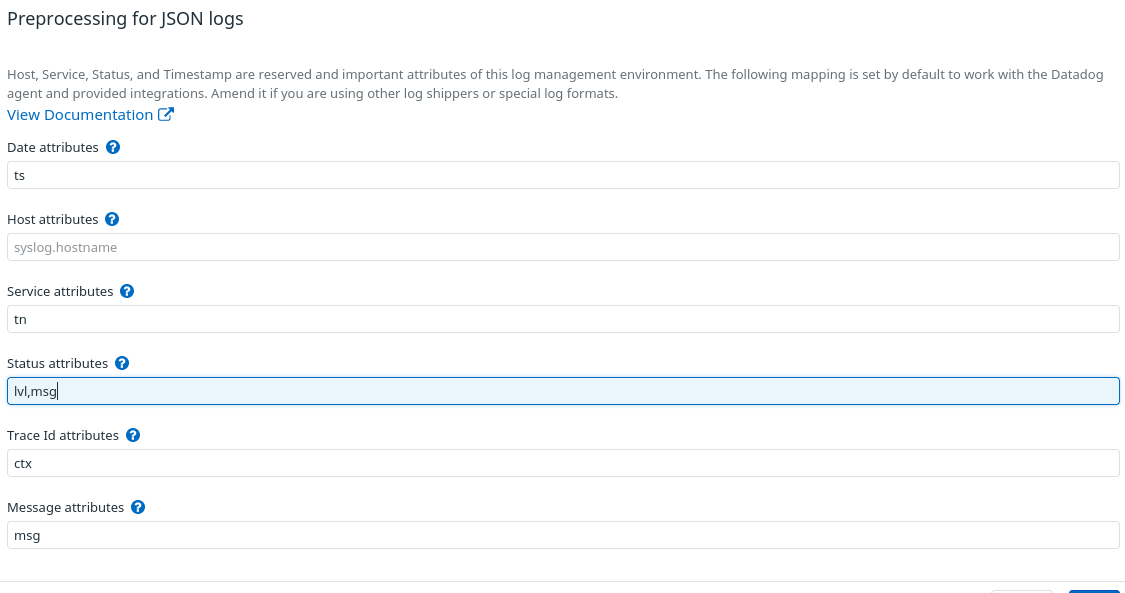 Preprocessing for JSON logs
Host, Service, Status, and Timestamp are reserved and important attributes of this log management environment. The following mapping is set by default to work with the Datadog
agent and provided integrations. Amend it if you are using other log shippers or special log formats.
View Documentation
Date attributes ?
ts
Host attributes ?
syslog.hostname
Service attributes ?
tn
Status attributes ?
lvl,msg
Trace Id attributes ?
ctx
Message attributes ?
msg